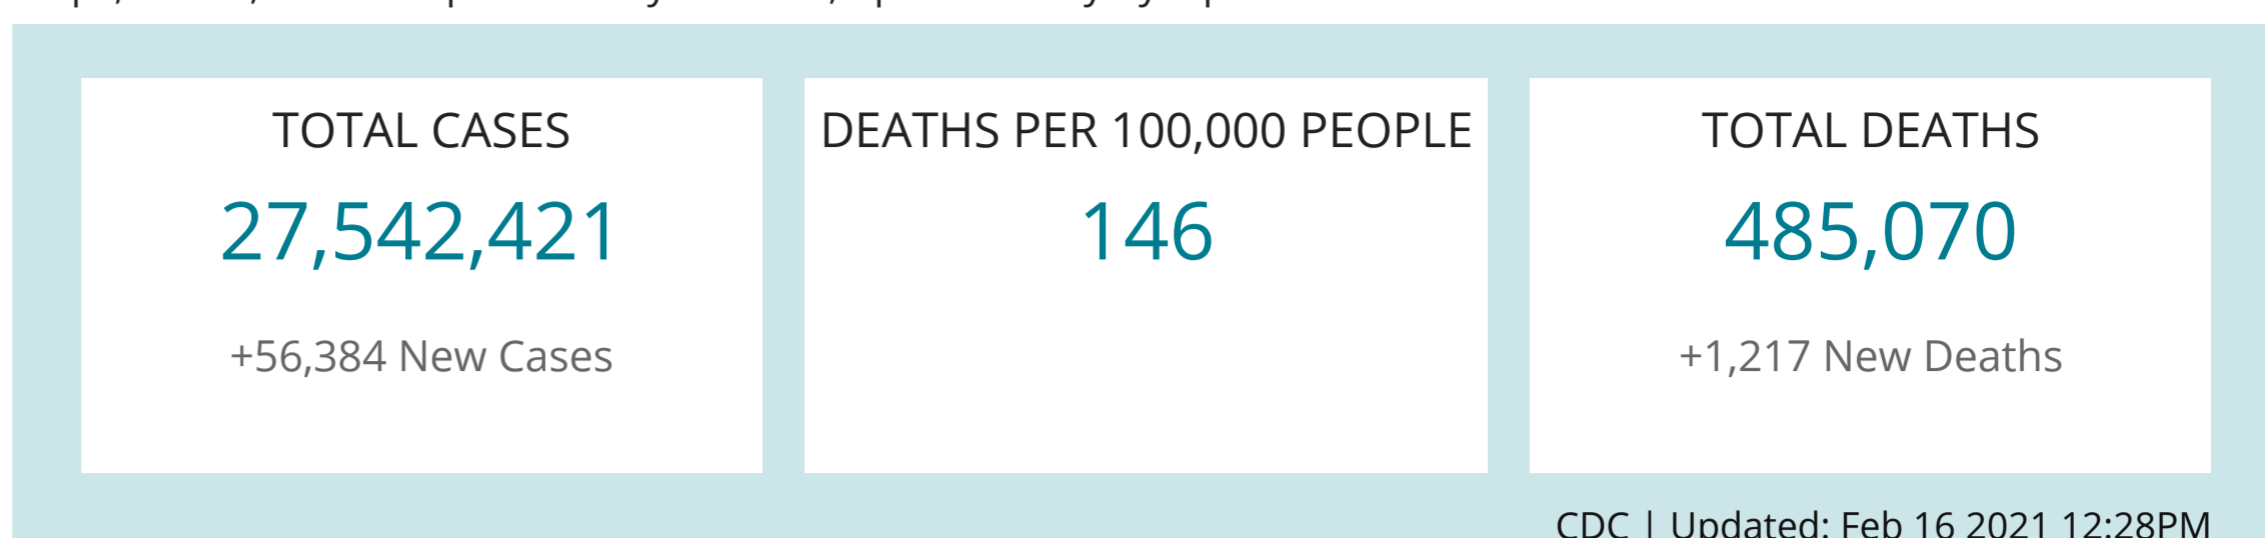 TOTAL CASES
27,542,421
+56,384 New Cases
DEATHS PER 100,000 PEOPLE
146
TOTAL DEATHS
485,070
+1,217 New Deaths
CDC | Updated: Feb 16 2021 12:28PM